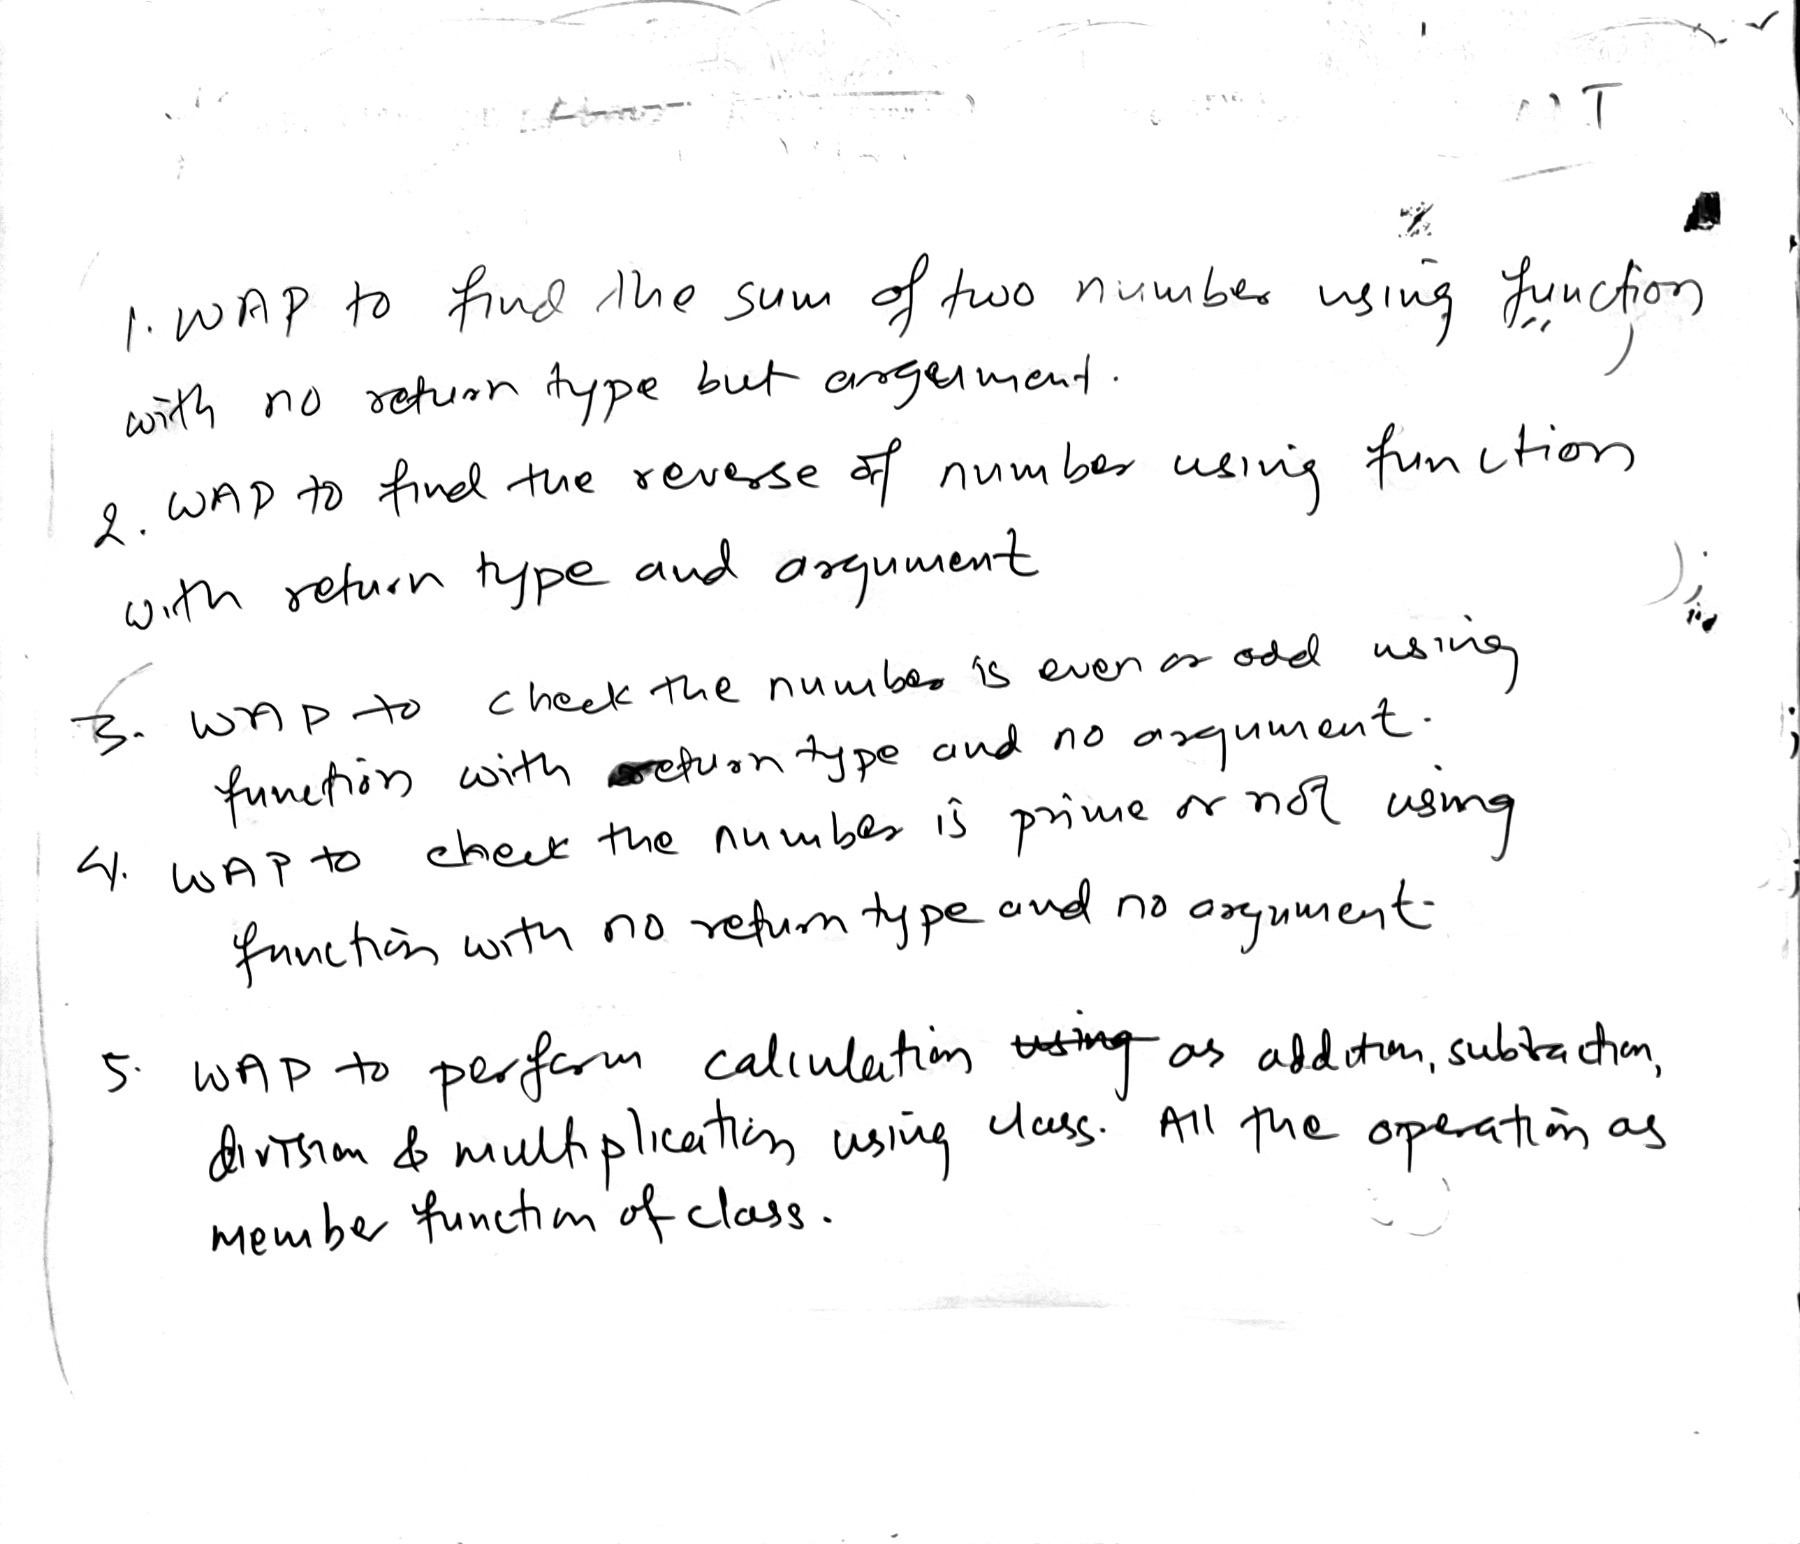 1. WAP to find the sum of two number using function
with no return type but argerment.
2. WAP to find the reverse of number using function
with return type and argument
3. WAP to check the number is even or odd using
function with return type and no argument.
4. WAP to check the number is prime or not using
function with no return type and no argument.
5. WAP to perform calculation using as addition, subtraction,
division & multiplication using class. All the operation as
member function of class.